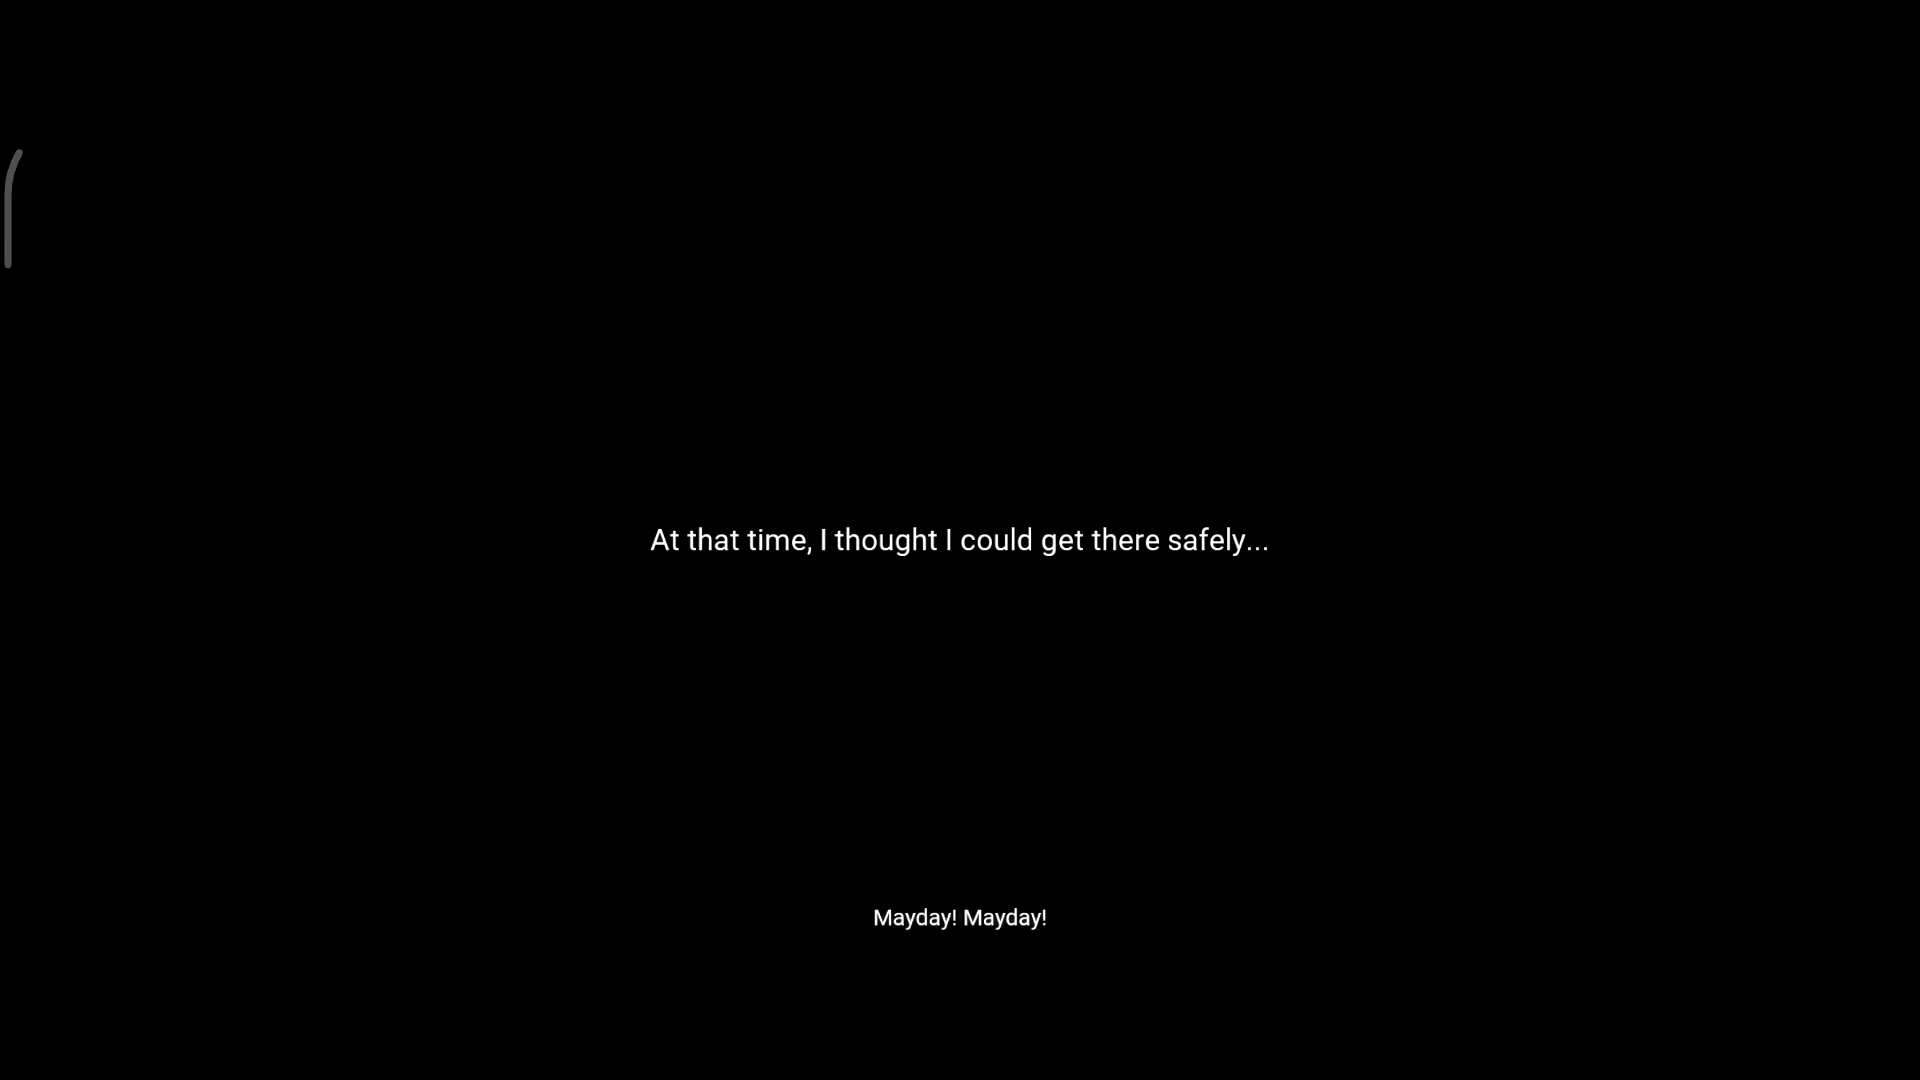 At that time, I thought I could get there safely...
Mayday! Mayday!